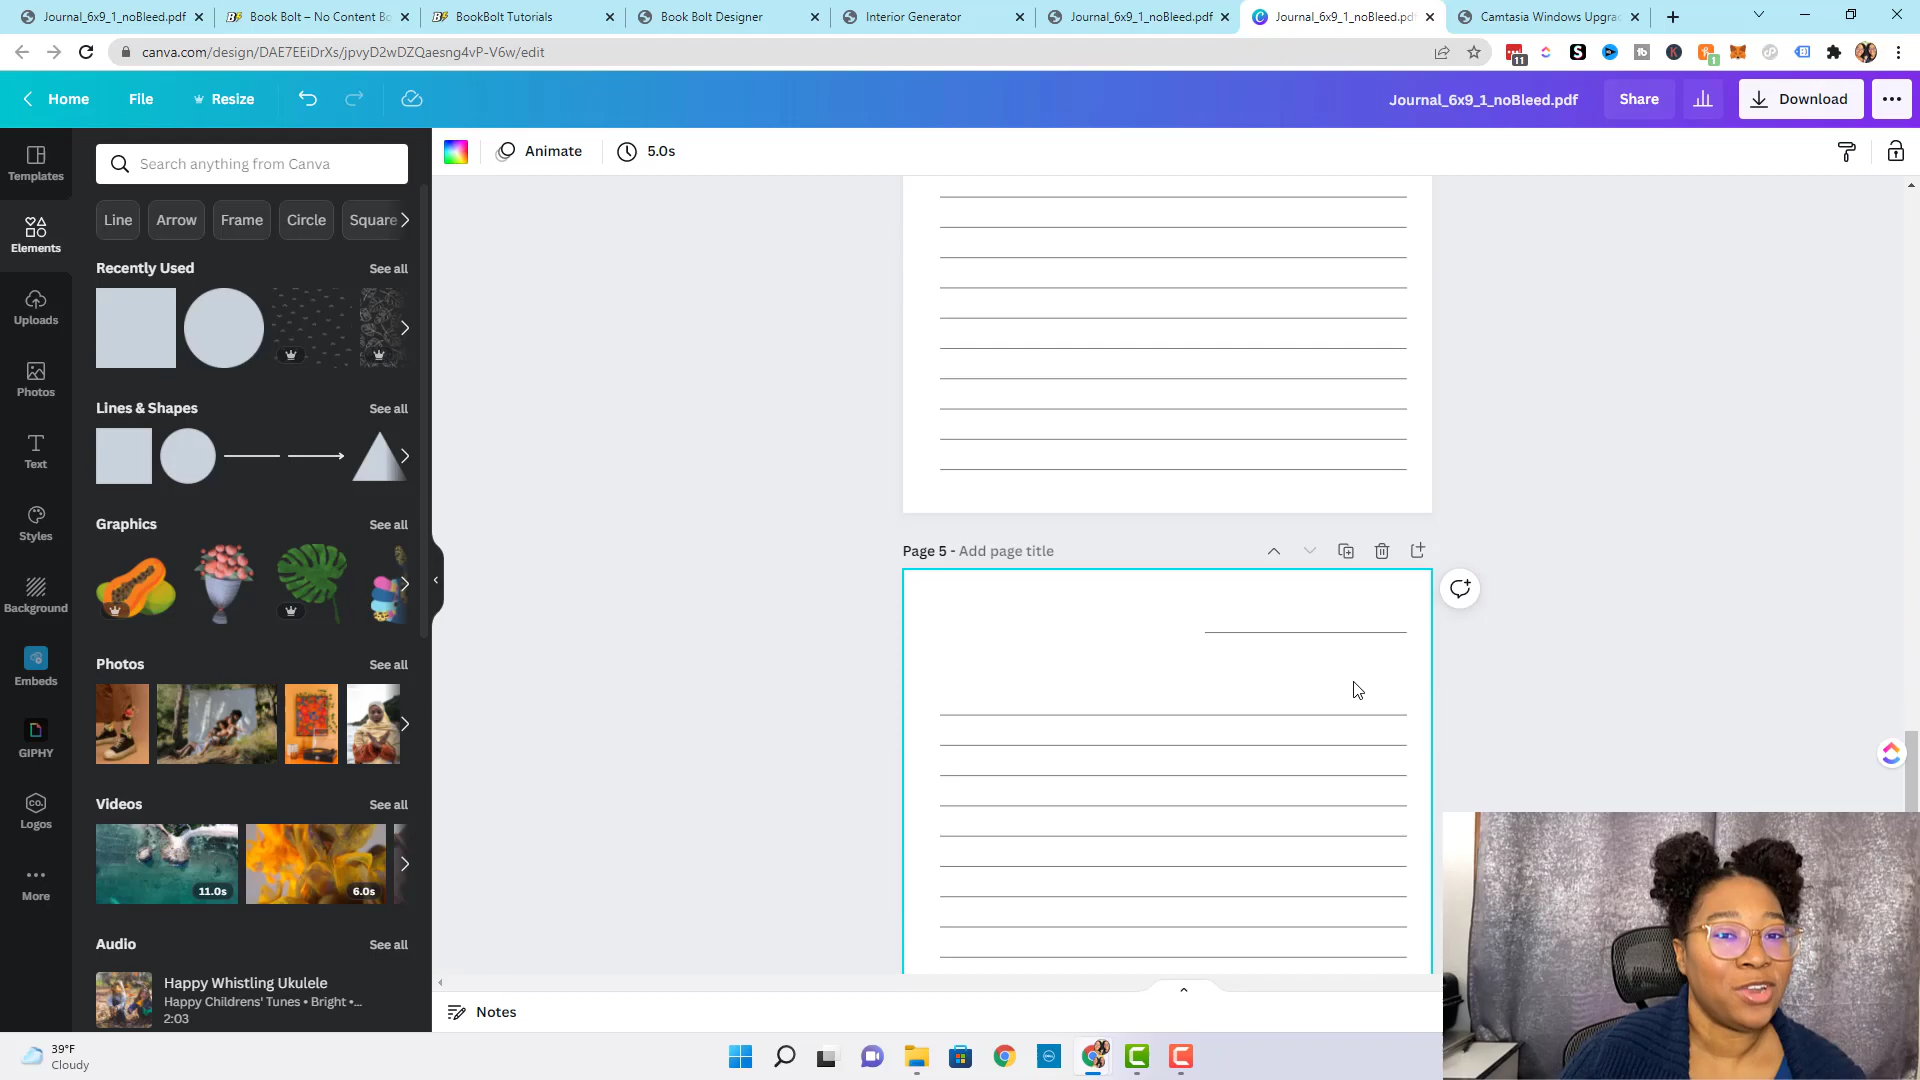 Journal_6x9_1_noBleed.pdf
Book Bolt – No Content Bo
BookBolt Tutorials
Book Bolt Designer
Interior Generator
Journal_6x9_1_noBleed.pdf
Journal_6x9_1_noBleed.pdf
Camtasia Windows Upgra
canva.com/design/DAE7EEiDrXs/jpvyD2wDZQaesng4vP-V6w/edit
11
1
Home
File
Resize
Journal_6x9_1_noBleed.pdf
Share
Download
Templates
Search anything from Canva
Animate
5.0s
Elements
Line
Arrow
Frame
Circle
Square
Recently Used
See all
Uploads
Photos
Lines & Shapes
See all
Text
Graphics
See all
Styles
Page 5 - Add page title
Background
Embeds
Photos
See all
GIPHY
Videos
See all
CO.
Logos
11.0s
6.0s
More
Audio
See all
Happy Whistling Ukulele
Happy Childrens' Tunes • Bright •...
2:03
Notes
39°F
Cloudy